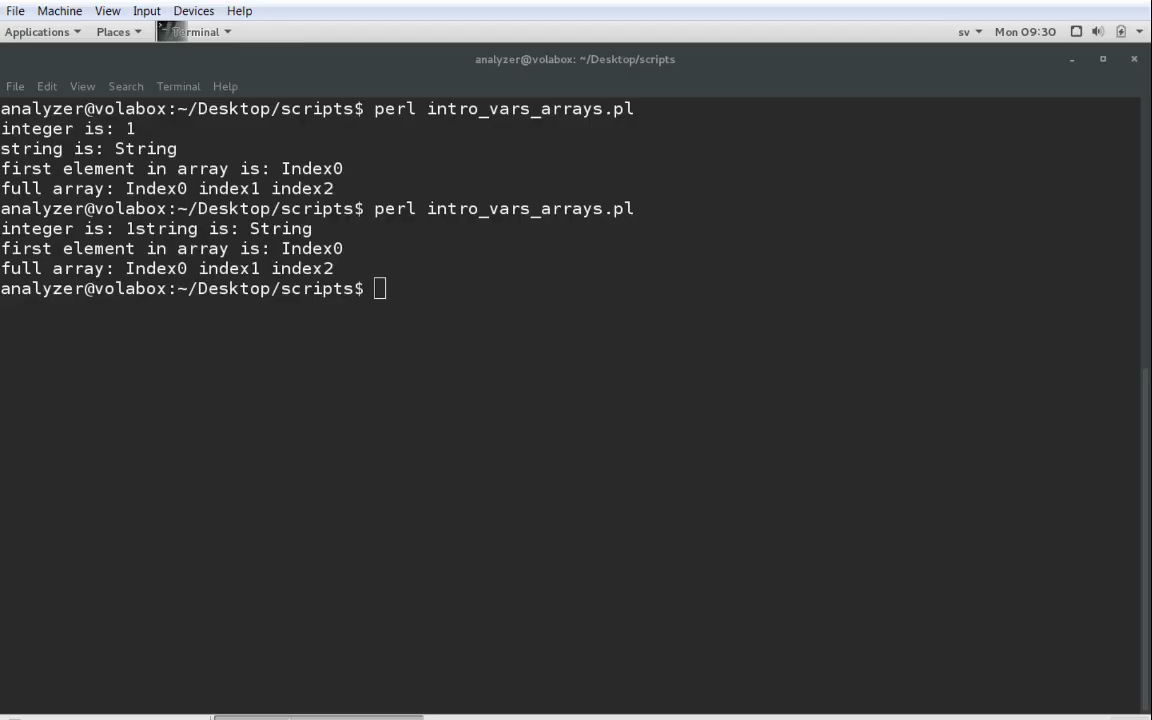 File Machine View Input Devices Help
Applications Places Terminal sv Mon 09:30
analyzer@volabox: ~/Desktop/scripts
File Edit View Search Terminal Help
analyzer@volabox:~/Desktop/scripts$ perl intro_vars_arrays.pl
integer is: 1
string is: String
first element in array is: Index0
full array: Index0 index1 index2
analyzer@volabox:~/Desktop/scripts$ perl intro_vars_arrays.pl
integer is: 1string is: String
first element in array is: Index0
full array: Index0 index1 index2
analyzer@volabox:~/Desktop/scripts$